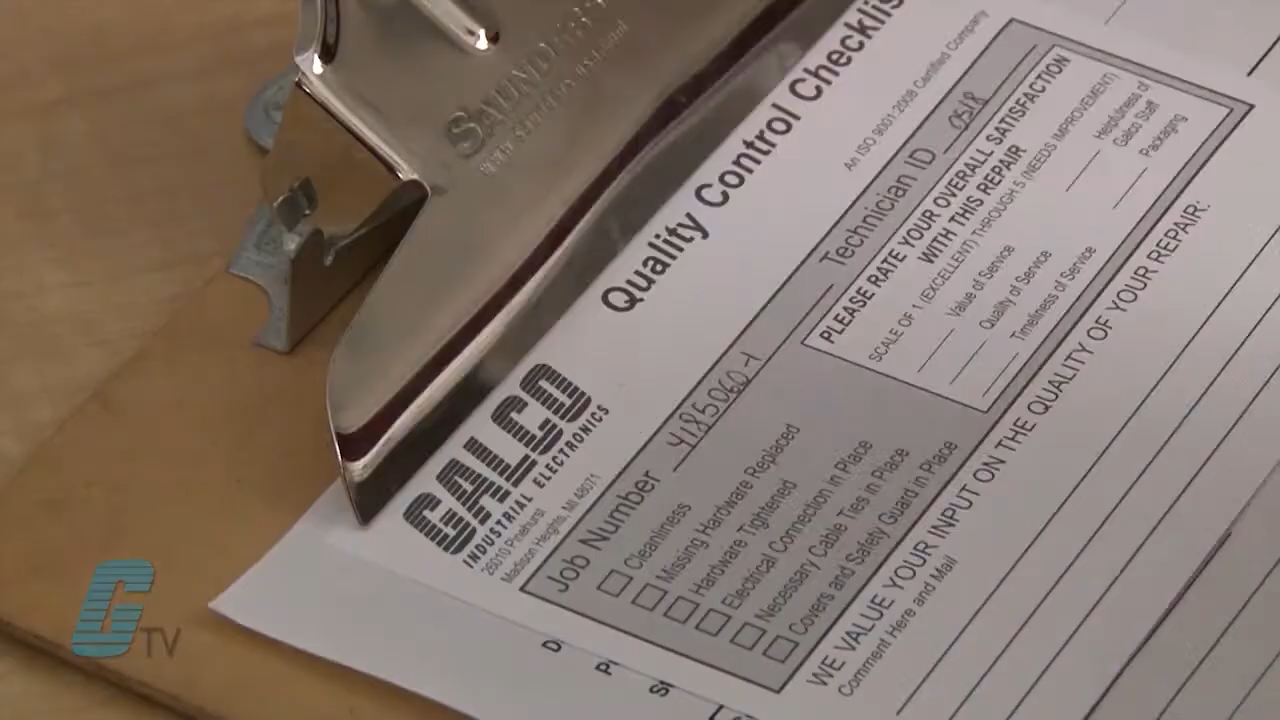 SAUNDERS
Quality Control Checklis
An ISO 9001:2008 Certified Company
GALCO
INDUSTRIAL ELECTRONICS
26010 Pinehurst
Madison Heights, MI 48071
Job Number 4185060-1 Technician ID 0518
Cleanliness
Missing Hardware Replaced
Hardware Tightened
Electrical Connection in Place
Necessary Cable Ties in Place
Covers and Safety Guard in Place
PLEASE RATE YOUR OVERALL SATISFACTION
WITH THIS REPAIR
SCALE OF 1 (EXCELLENT) THROUGH 5 (NEEDS IMPROVEMENT)
Value of Service
Quality of Service
Timeliness of Service
Helpfulness of
Galco Staff
Packaging
WE VALUE YOUR INPUT ON THE QUALITY OF YOUR REPAIR:
Comment Here and Mail
G TV